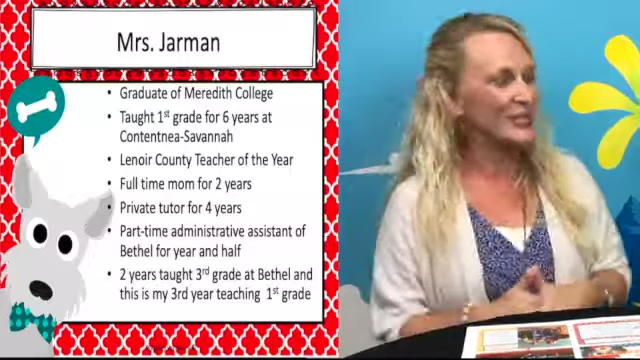 Mrs. Jarman
• Graduate of Meredith College
• Taught 1st grade for 6 years at
Contentnea-Savannah
• Lenoir County Teacher of the Year
• Full time mom for 2 years
• Private tutor for 4 years
• Part-time administrative assistant of
Bethel for year and half
• 2 years taught 3rd grade at Bethel and
this is my 3rd year teaching 1st grade